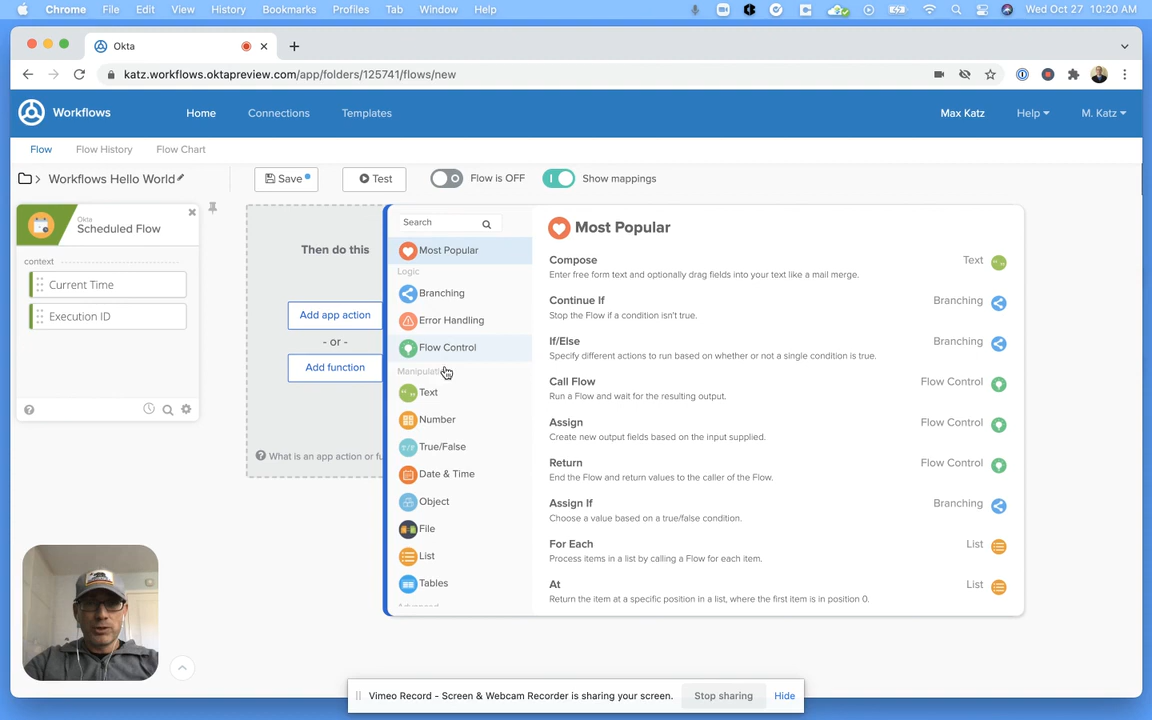 Chrome File Edit View History Bookmarks Profiles Tab Window Help Wed Oct 27 10:20 AM
Okta
katz.workflows.oktapreview.com/app/folders/125741/flows/new
Workflows Home Connections Templates Max Katz Help M. Katz
Flow Flow History Flow Chart
Workflows Hello World Save Test Flow is OFF Show mappings
Okta
Scheduled Flow
context
Current Time
Execution ID
Then do this
Add app action
- or -
Add function
What is an app action or fu
Search
Most Popular
Logic
Branching
Error Handling
Flow Control
Text
Number
True/False
Date & Time
Object
File
List
Tables
Advanced
Most Popular
Compose Text
Enter free form text and optionally drag fields into your text like a mail merge.
Continue If Branching
Stop the Flow if a condition isn't true.
If/Else Branching
Specify different actions to run based on whether or not a single condition is true.
Call Flow Flow Control
Run a Flow and wait for the resulting output.
Assign Flow Control
Create new output fields based on the input supplied.
Return Flow Control
End the Flow and return values to the caller of the Flow.
Assign If Branching
Choose a value based on a true/false condition.
For Each List
Process items in a list by calling a Flow for each item.
At List
Return the item at a specific position in a list, where the first item is in position 0.
Vimeo Record - Screen & Webcam Recorder is sharing your screen. Stop sharing Hide